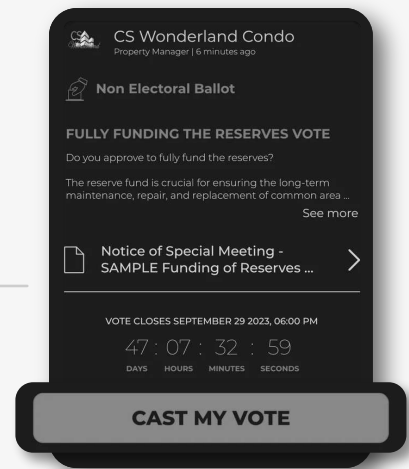 CS Wonderland Condo
Property Manager | 6 minutes ago
Non Electoral Ballot
FULLY FUNDING THE RESERVES VOTE
Do you approve to fully fund the reserves?
The reserve fund is crucial for ensuring the long-term
maintenance, repair, and replacement of common area ...
See more
Notice of Special Meeting -
SAMPLE Funding of Reserves ...
VOTE CLOSES SEPTEMBER 29 2023, 06:00 PM
47 : 07 : 32 : 59
DAYS HOURS MINUTES SECONDS
CAST MY VOTE